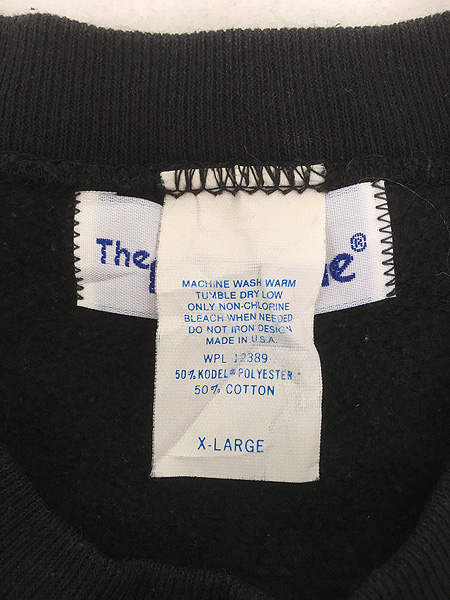 The
®
MACHINE WASH WARM
TUMBLE DRY LOW
ONLY NON-CHLORINE
BLEACH WHEN NEEDED
DO NOT IRON DESIGN
MADE IN U.S.A.
WPL 12389
50% KODEL® POLYESTER
50% COTTON
X-LARGE